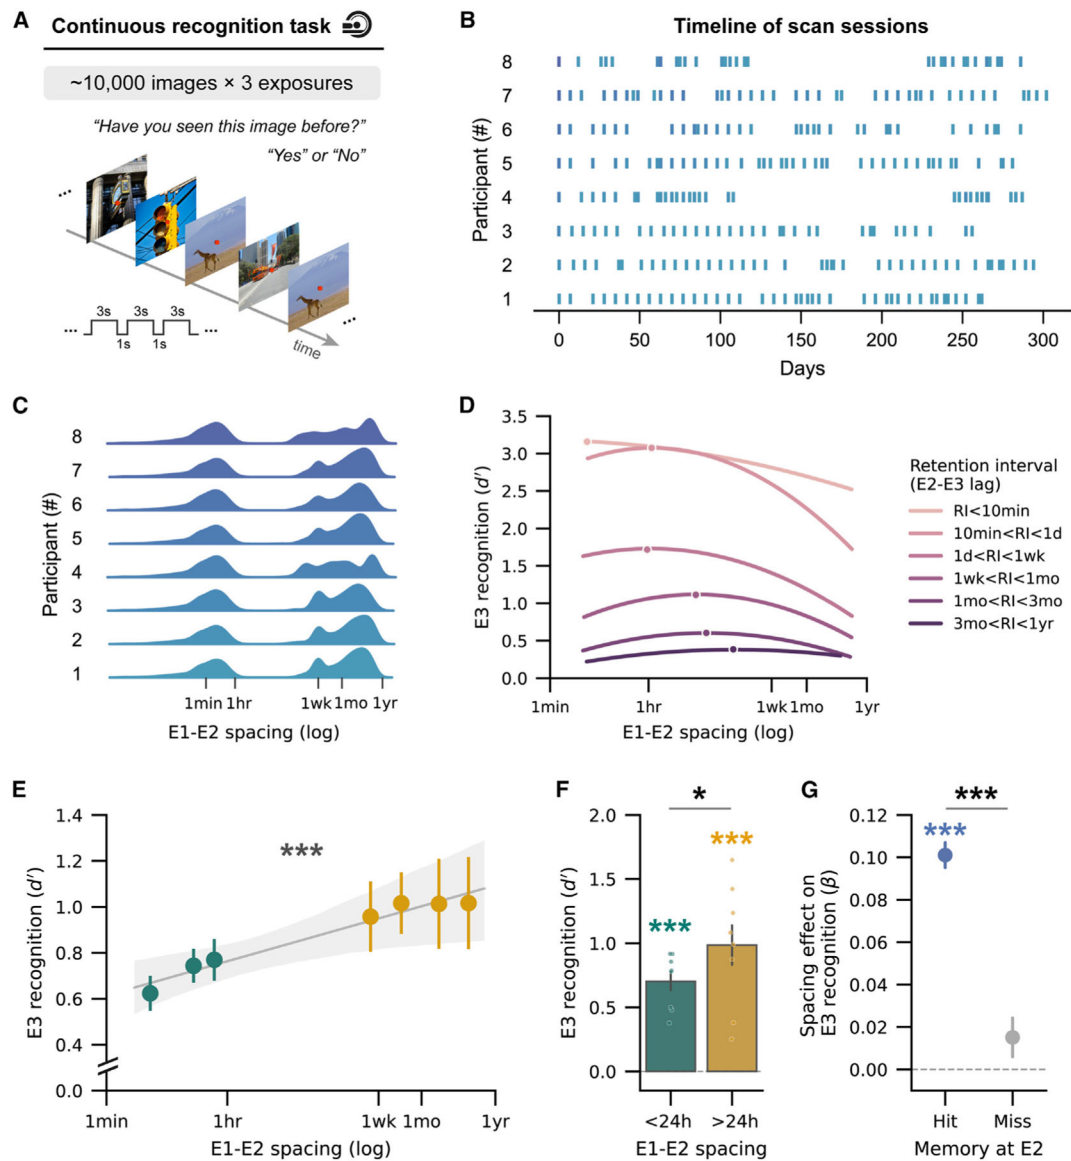 A
Continuous recognition task
~10,000 images × 3 exposures
“Have you seen this image before?”
“Yes” or “No”
...
...
3s 3s 3s
... ...
1s 1s
time
B
Timeline of scan sessions
Participant (#)
8
7
6
5
4
3
2
1
0 50 100 150 200 250 300
Days
C
Participant (#)
8
7
6
5
4
3
2
1
1min 1hr 1wk 1mo 1yr
E1-E2 spacing (log)
D
E3 recognition (d′)
3.5
3.0
2.5
2.0
1.5
1.0
0.5
0.0
1min 1hr 1wk 1mo 1yr
E1-E2 spacing (log)
Retention interval
(E2-E3 lag)
RI<10min
10min<RI<1d
1d<RI<1wk
1wk<RI<1mo
1mo<RI<3mo
3mo<RI<1yr
E
E3 recognition (d′)
1.4
1.2
1.0
0.8
0.6
0.4
0.0
***
1min 1hr 1wk 1mo 1yr
E1-E2 spacing (log)
F
E3 recognition (d′)
2.0
1.5
1.0
0.5
0.0
*
***
***
<24h >24h
E1-E2 spacing
G
Spacing effect on
E3 recognition (β)
0.12
0.10
0.08
0.06
0.04
0.02
0.00
***
***
Hit Miss
Memory at E2